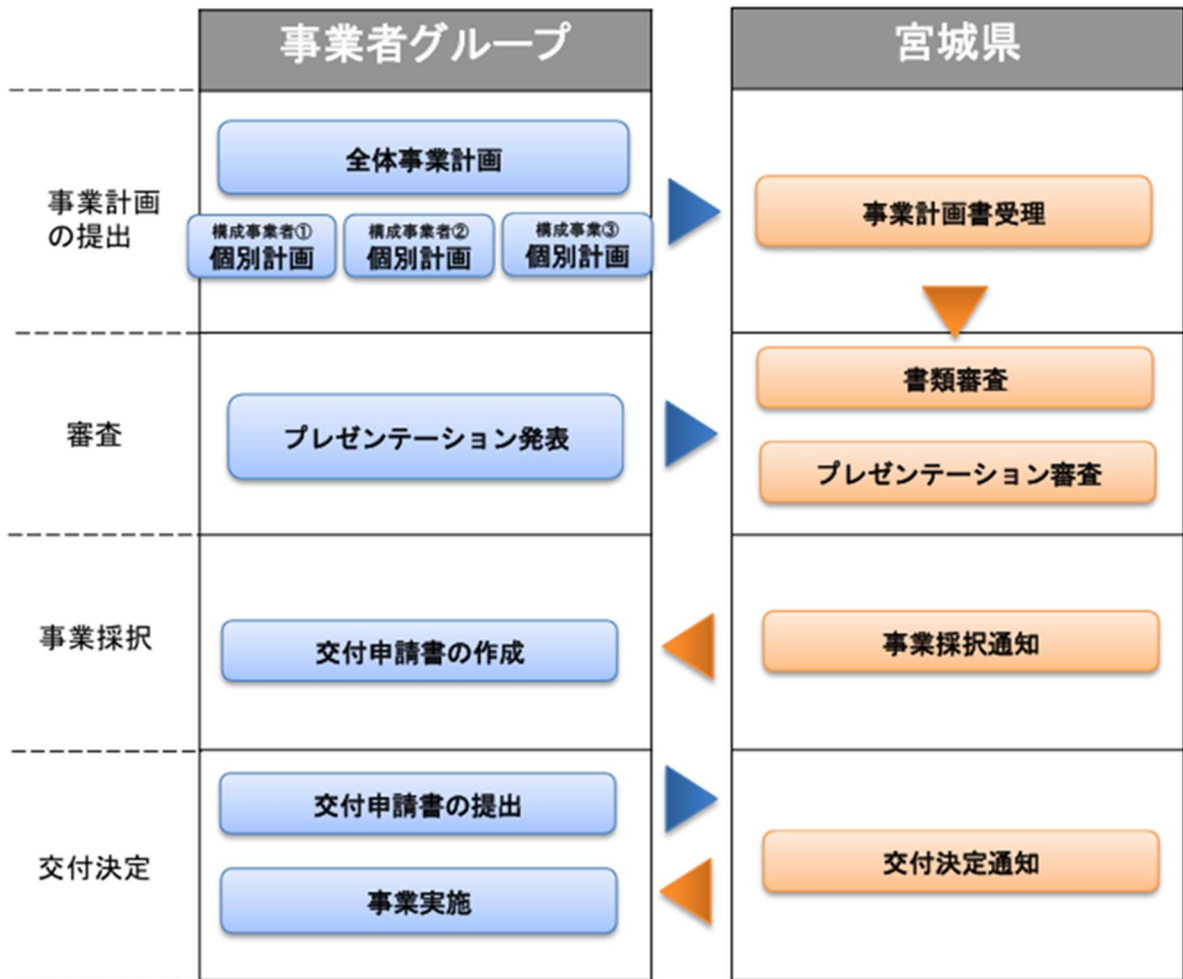 事業者グループ
宮城県
事業計画
の提出
全体事業計画
構成事業者①
個別計画
構成事業者②
個別計画
構成事業③
個別計画
事業計画書受理
審査
プレゼンテーション発表
書類審査
プレゼンテーション審査
事業採択
交付申請書の作成
事業採択通知
交付決定
交付申請書の提出
事業実施
交付決定通知